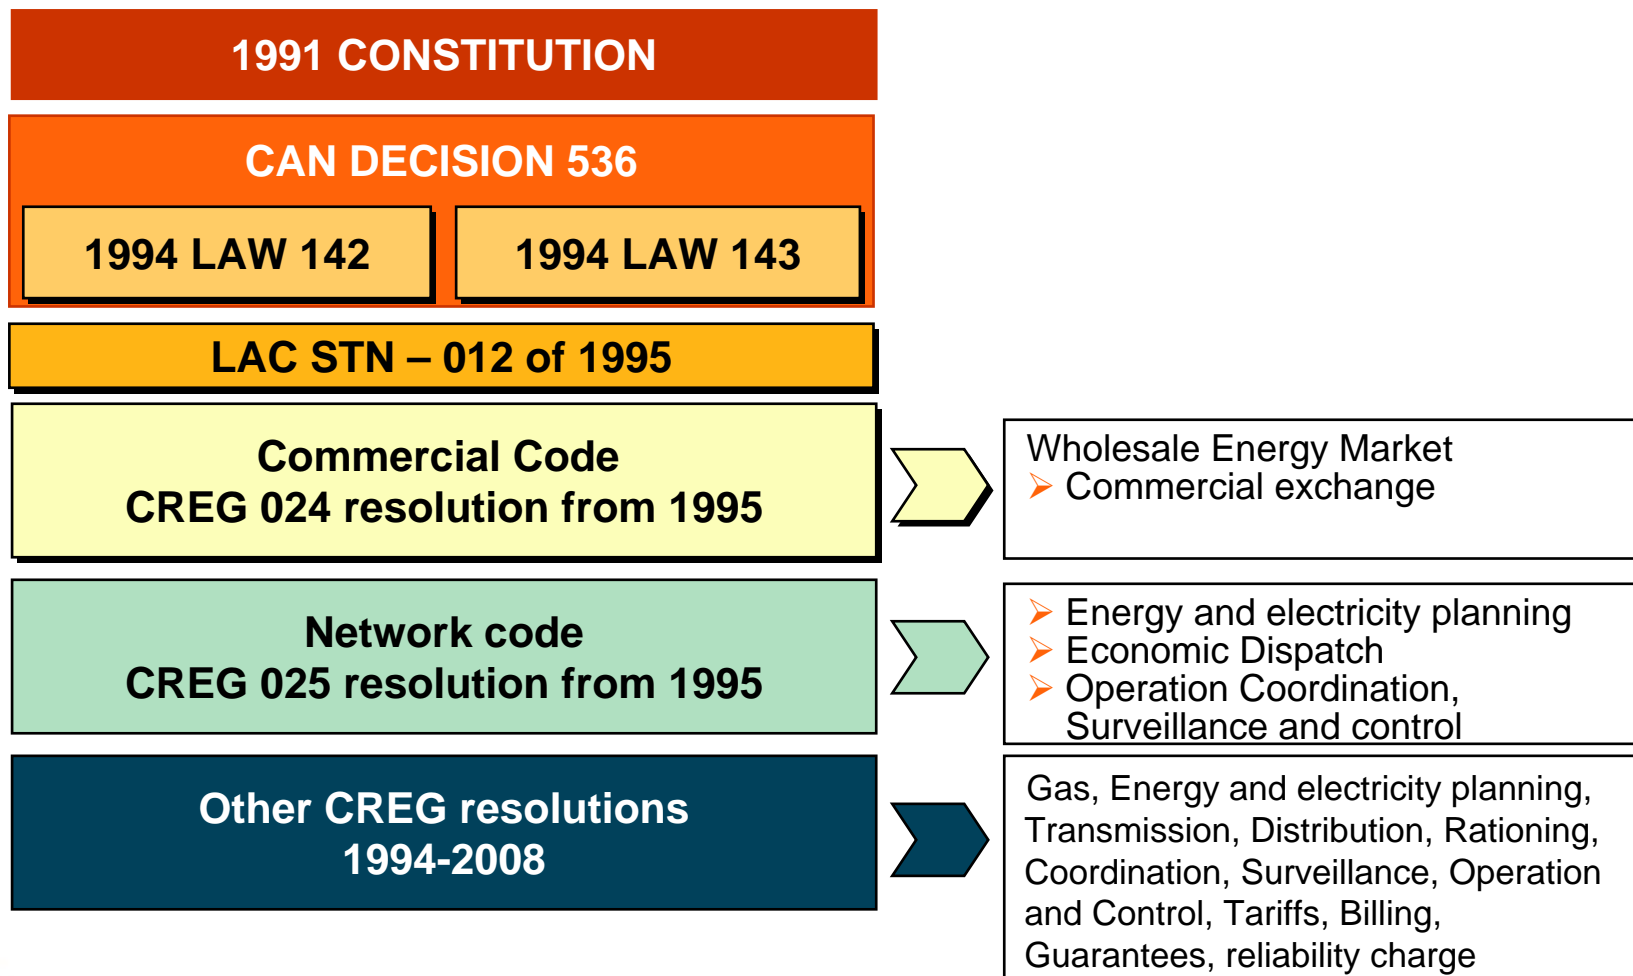 1991 CONSTITUTION
CAN DECISION 536
1994 LAW 142
1994 LAW 143
LAC STN – 012 of 1995
Commercial Code
CREG 024 resolution from 1995
Wholesale Energy Market
Commercial exchange
Network code
CREG 025 resolution from 1995
Energy and electricity planning
Economic Dispatch
Operation Coordination,
Surveillance and control
Other CREG resolutions
1994-2008
Gas, Energy and electricity planning,
Transmission, Distribution, Rationing,
Coordination, Surveillance, Operation
and Control, Tariffs, Billing,
Guarantees, reliability charge